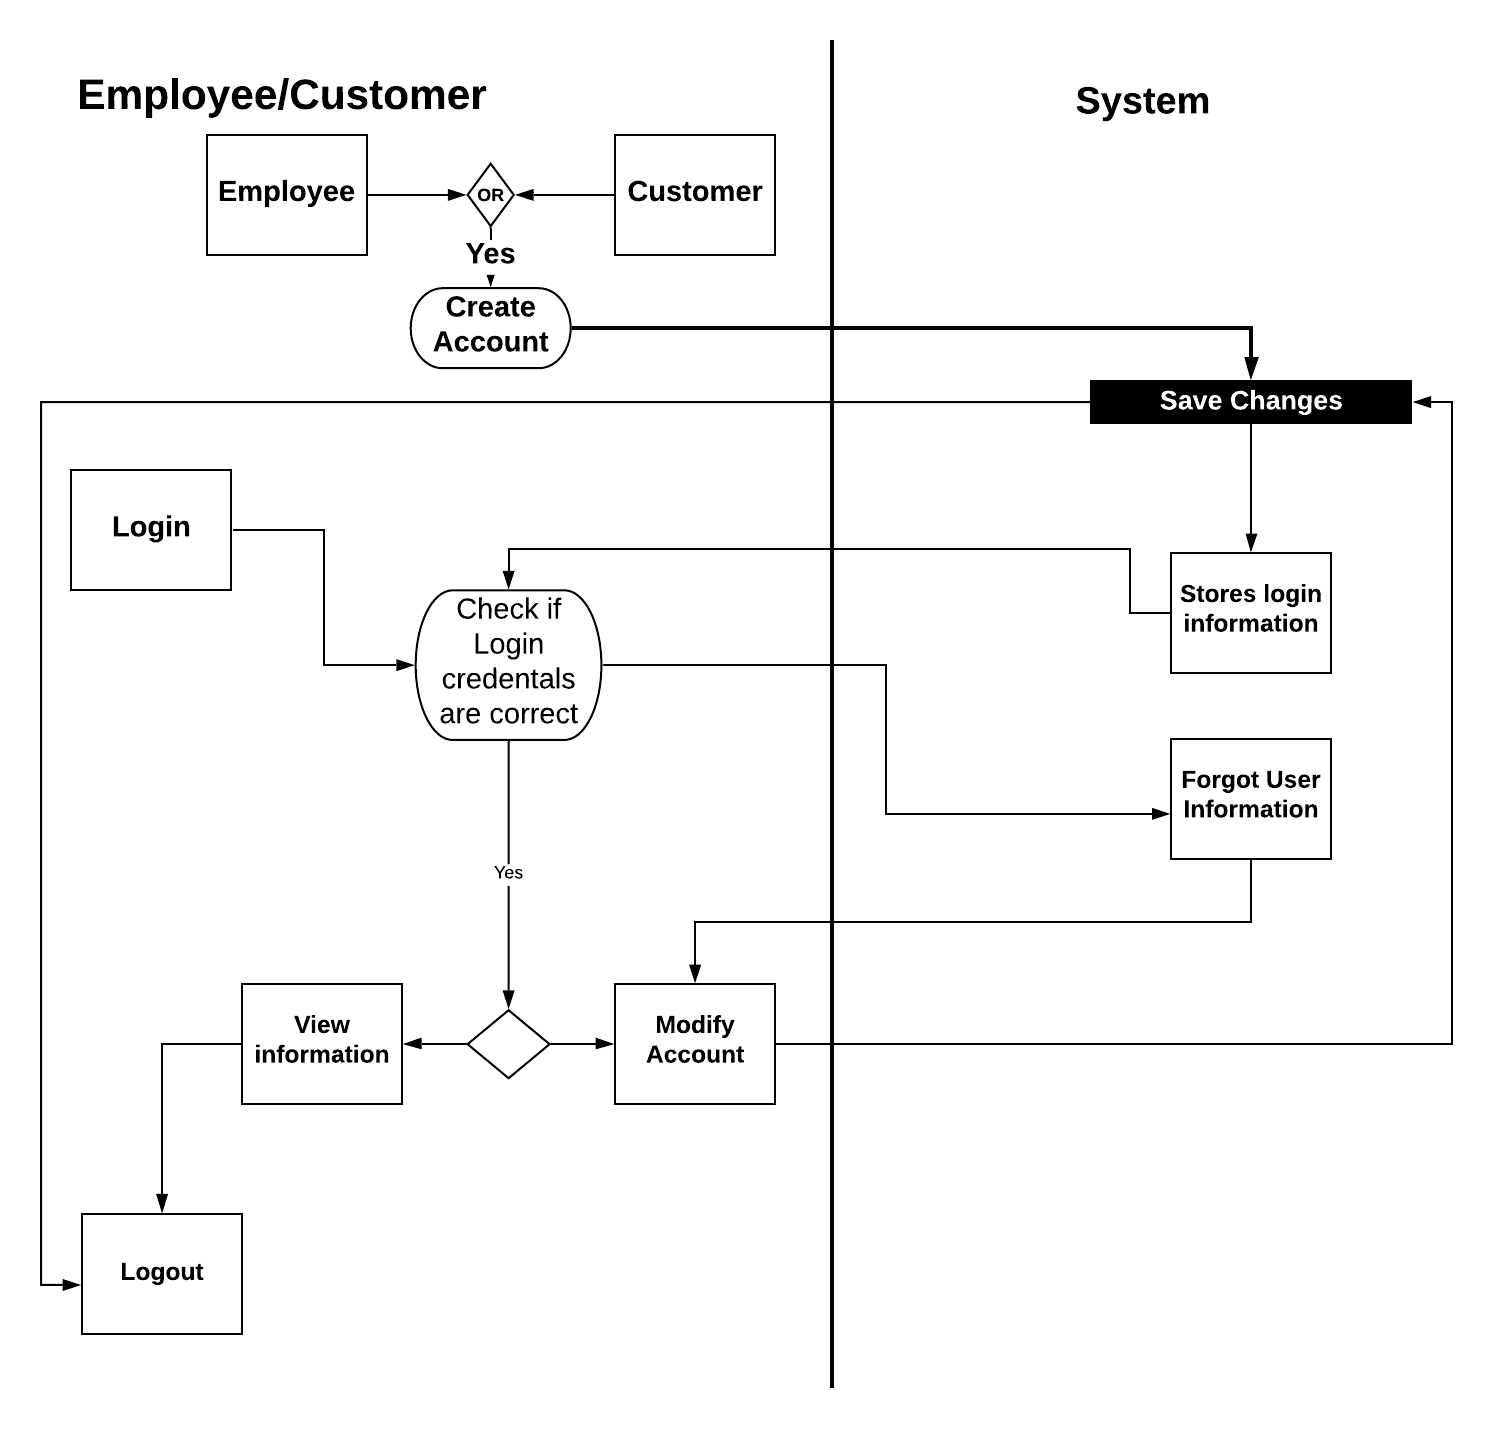 Employee/Customer
System
Employee
OR
Customer
Yes
Create
Account
Save Changes
Login
Stores login
information
Check if
Login
credentals
are correct
Forgot User
Information
Yes
View
information
Modify
Account
Logout